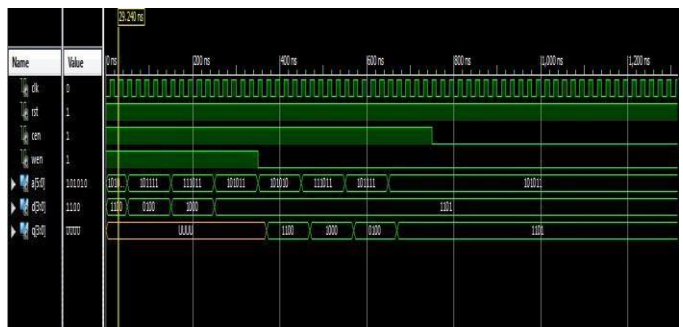 29.240 ns
Name Value 0 ns 200 ns 400 ns 600 ns 800 ns 1,000 ns 1,200 ns
clk 0
rst 1
cen 1
wen 1
a[5:0] 101010 1010... 101111 111011 101011 101010 111011 101111 101011
d[3:0] 1100 1100 0100 1000 1101
q[3:0] UUUU UUUU 1100 1000 0100 1101